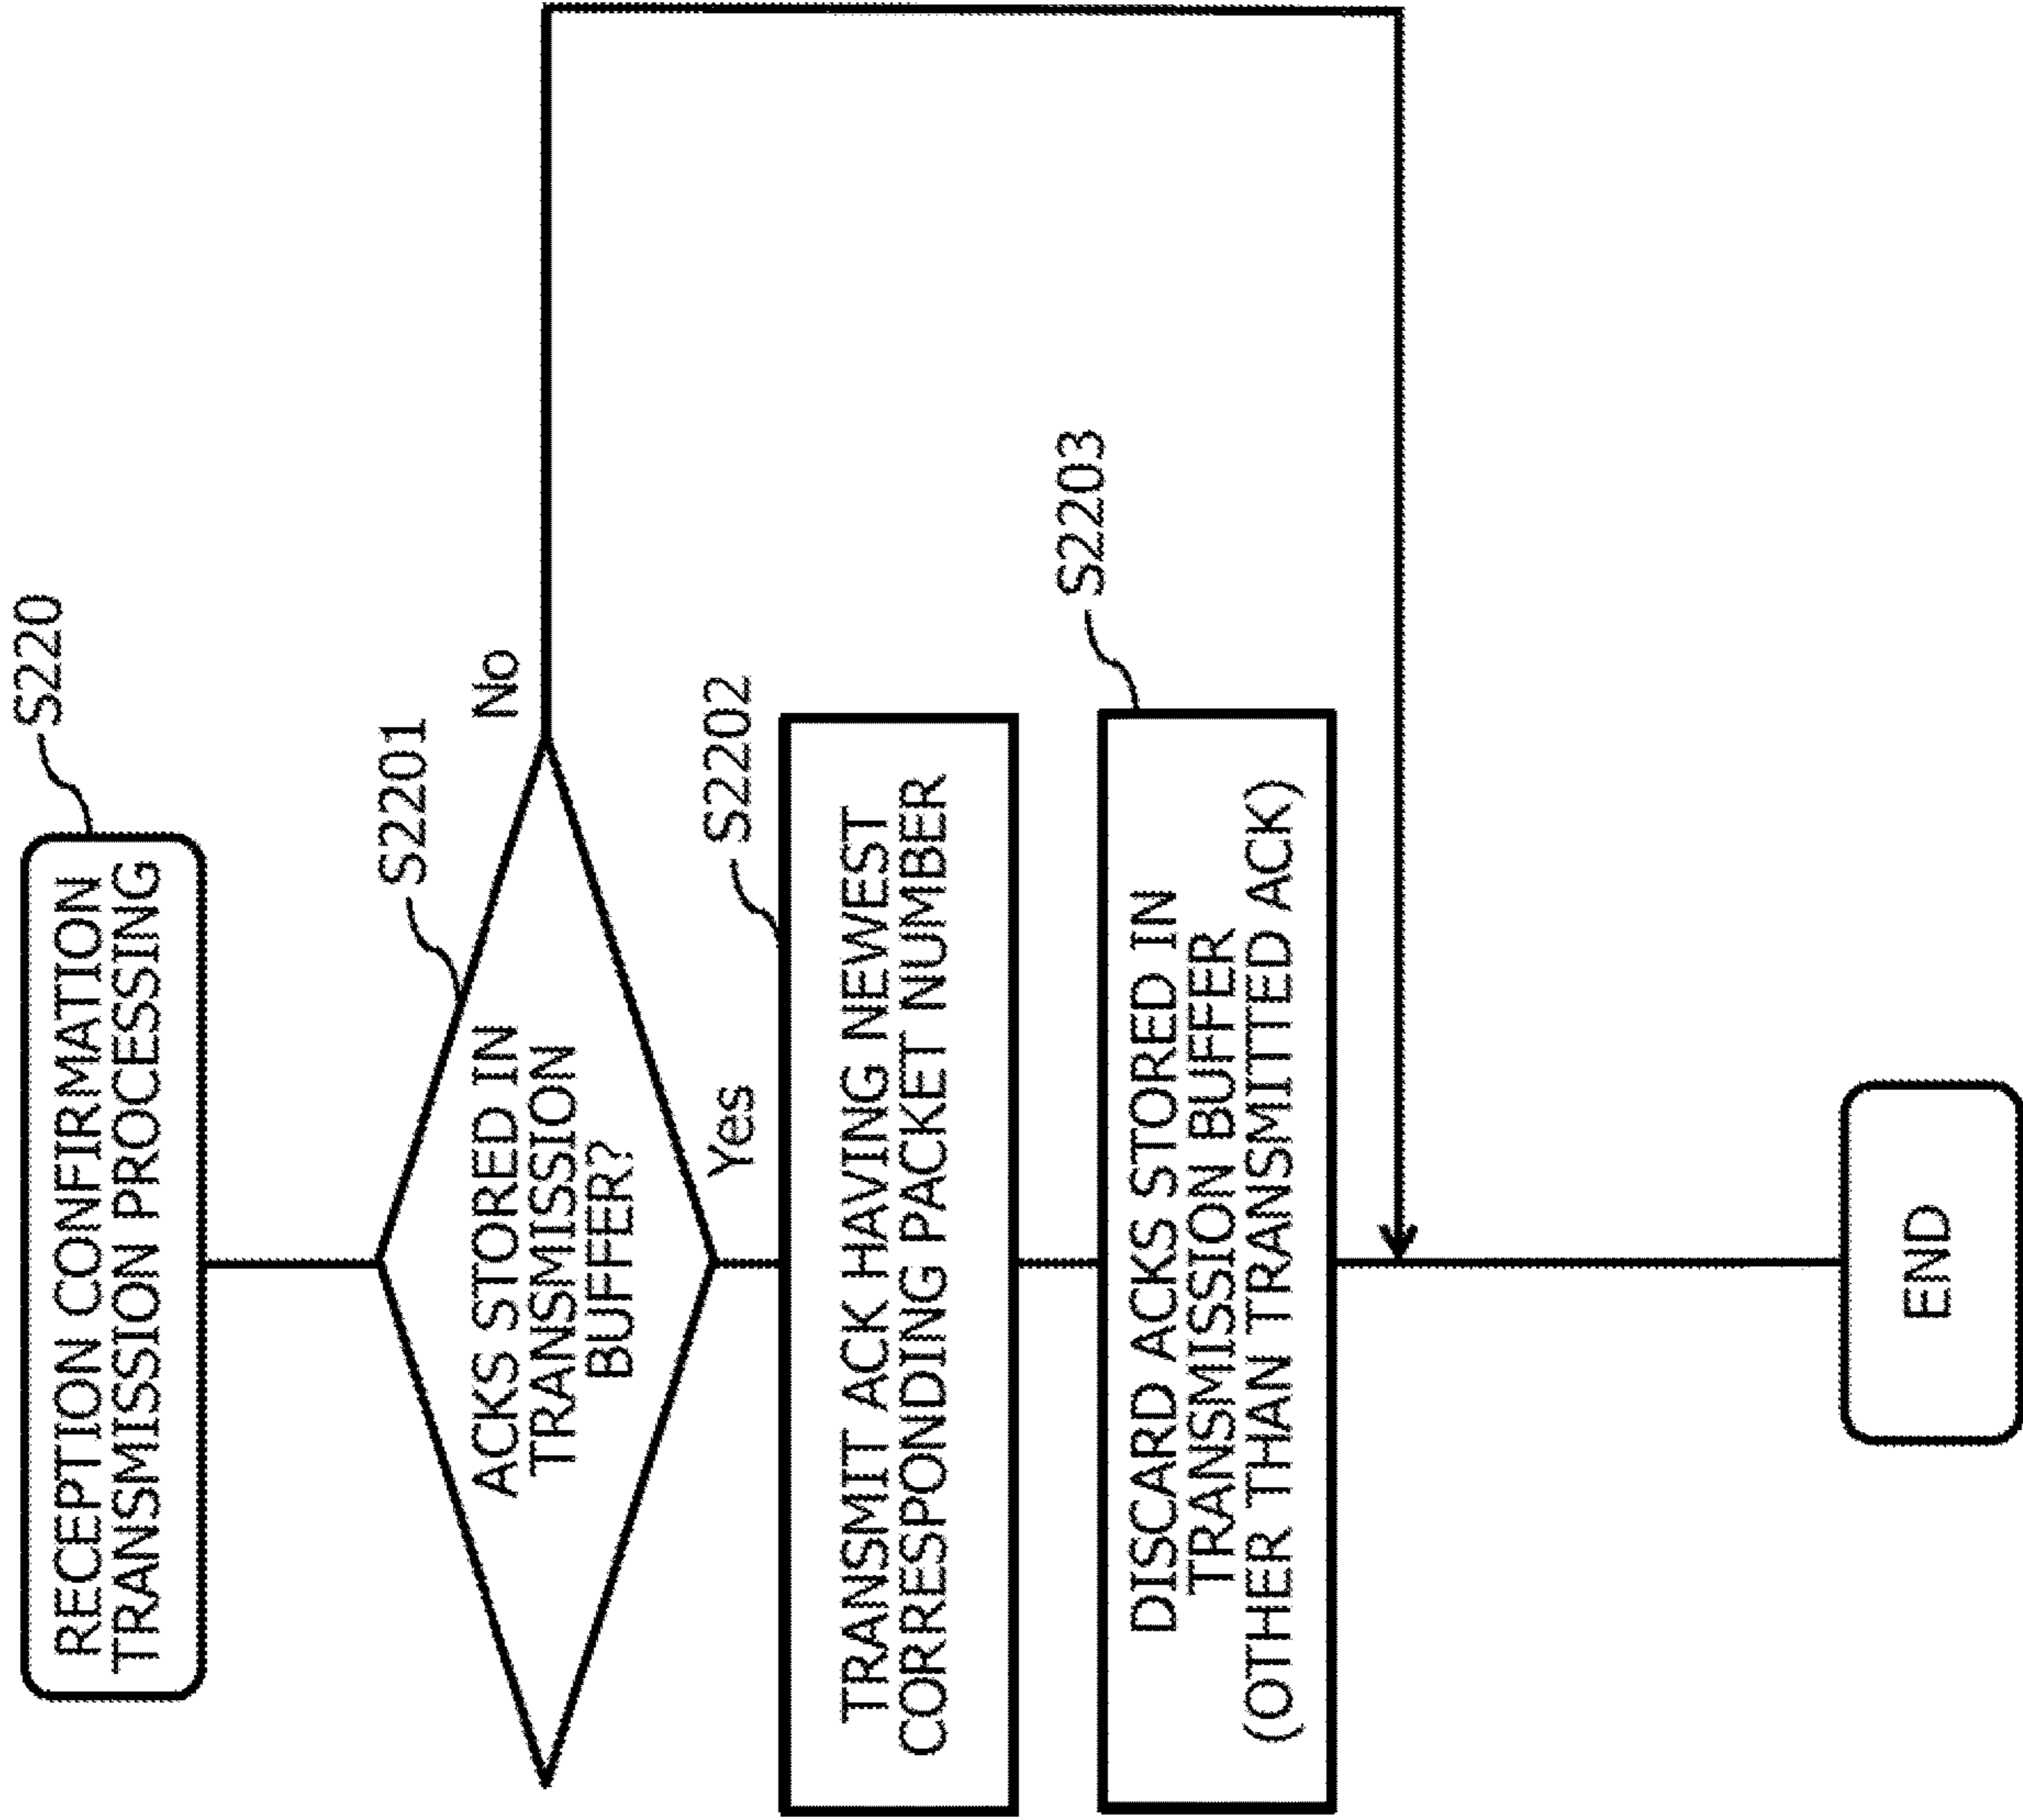 S220
RECEPTION CONFIRMATION
TRANSMISSION PROCESSING
S2201
ACKS STORED IN
TRANSMISSION
BUFFER?
No
Yes
S2202
TRANSMIT ACK HAVING NEWEST
CORRESPONDING PACKET NUMBER
S2203
DISCARD ACKS STORED IN
TRANSMISSION BUFFER
(OTHER THAN TRANSMITTED ACK)
END